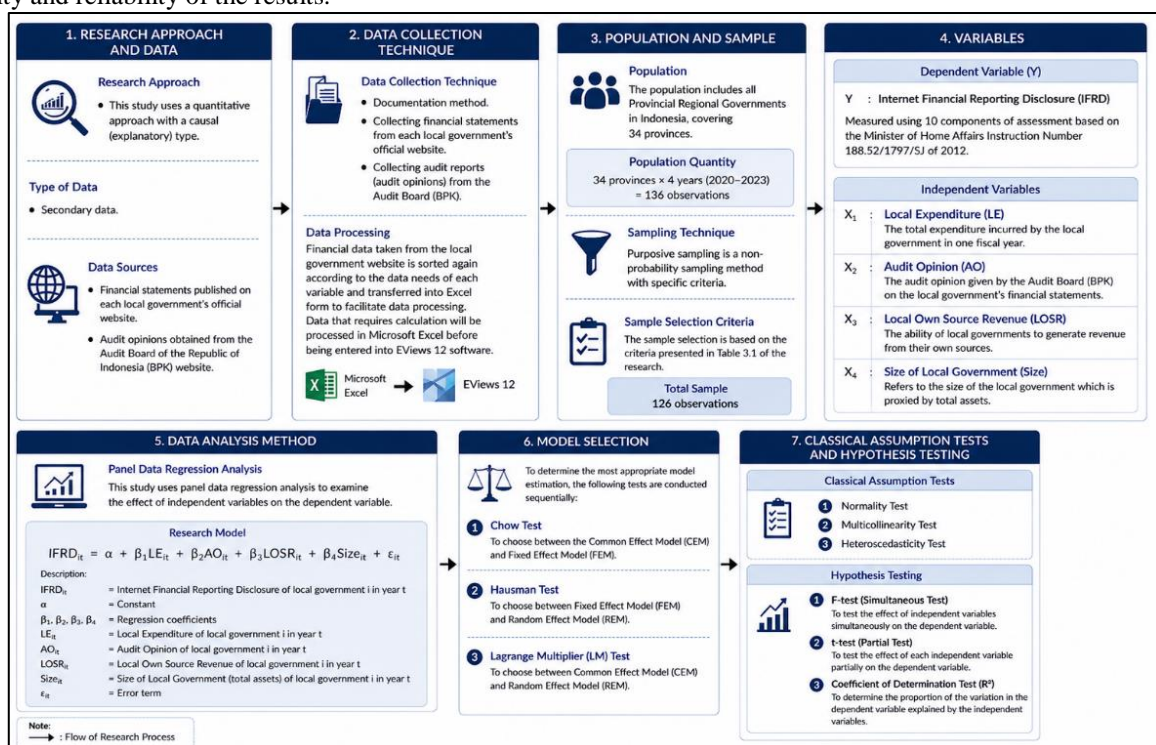 ity and reliability of the results.
1. RESEARCH APPROACH
AND DATA
Research Approach
• This study uses a quantitative
approach with a causal
(explanatory) type.
Type of Data
• Secondary data.
Data Sources
• Financial statements published on
each local government's official
website.
• Audit opinions obtained from the
Audit Board of the Republic of
Indonesia (BPK) website.
2. DATA COLLECTION
TECHNIQUE
Data Collection Technique
• Documentation method.
• Collecting financial statements
from each local government's
official website.
• Collecting audit reports
(audit opinions) from the
Audit Board (BPK).
Data Processing
Financial data taken from the local
government website is sorted again
according to the data needs of each
variable and transferred into Excel
form to facilitate data processing.
Data that requires calculation will be
processed in Microsoft Excel before
being entered into EViews 12 software.
Microsoft
Excel
EViews 12
3. POPULATION AND SAMPLE
Population
The population includes all
Provincial Regional Governments
in Indonesia, covering
34 provinces.
Population Quantity
34 provinces × 4 years (2020–2023)
= 136 observations
Sampling Technique
Purposive sampling is a non-
probability sampling method
with specific criteria.
Sample Selection Criteria
The sample selection is based on the
criteria presented in Table 3.1 of the
research.
Total Sample
126 observations
4. VARIABLES
Dependent Variable (Y)
Y : Internet Financial Reporting Disclosure (IFRD)
Measured using 10 components of assessment based on
the Minister of Home Affairs Instruction Number
188.52/1797/SJ of 2012.
Independent Variables
X₁ : Local Expenditure (LE)
The total expenditure incurred by the local
government in one fiscal year.
X₂ : Audit Opinion (AO)
The audit opinion given by the Audit Board (BPK)
on the local government's financial statements.
X₃ : Local Own Source Revenue (LOSR)
The ability of local governments to generate revenue
from their own sources.
X₄ : Size of Local Government (Size)
Refers to the size of the local government which is
proxied by total assets.
5. DATA ANALYSIS METHOD
Panel Data Regression Analysis
This study uses panel data regression analysis to examine
the effect of independent variables on the dependent variable.
Research Model
IFRDᵢₜ = α + β₁LEᵢₜ + β₂AOᵢₜ + β₃LOSRᵢₜ + β₄Sizeᵢₜ + εᵢₜ
Description:
IFRDᵢₜ = Internet Financial Reporting Disclosure of local government i in year t
α = Constant
β₁, β₂, β₃, β₄ = Regression coefficients
LEᵢₜ = Local Expenditure of local government i in year t
AOᵢₜ = Audit Opinion of local government i in year t
LOSRᵢₜ = Local Own Source Revenue of local government i in year t
Sizeᵢₜ = Size of Local Government (total assets) of local government i in year t
εᵢₜ = Error term
Note:
⟶ : Flow of Research Process
6. MODEL SELECTION
To determine the most appropriate model
estimation, the following tests are conducted
sequentially:
1 Chow Test
To choose between the Common Effect Model (CEM)
and Fixed Effect Model (FEM).
2 Hausman Test
To choose between Fixed Effect Model (FEM)
and Random Effect Model (REM).
3 Lagrange Multiplier (LM) Test
To choose between Common Effect Model (CEM)
and Random Effect Model (REM).
7. CLASSICAL ASSUMPTION TESTS
AND HYPOTHESIS TESTING
Classical Assumption Tests
1 Normality Test
2 Multicollinearity Test
3 Heteroscedasticity Test
Hypothesis Testing
1 F-test (Simultaneous Test)
To test the effect of independent variables
simultaneously on the dependent variable.
2 t-test (Partial Test)
To test the effect of each independent variable
partially on the dependent variable.
3 Coefficient of Determination Test (R²)
To determine the proportion of the variation in the
dependent variable explained by the independent
variables.